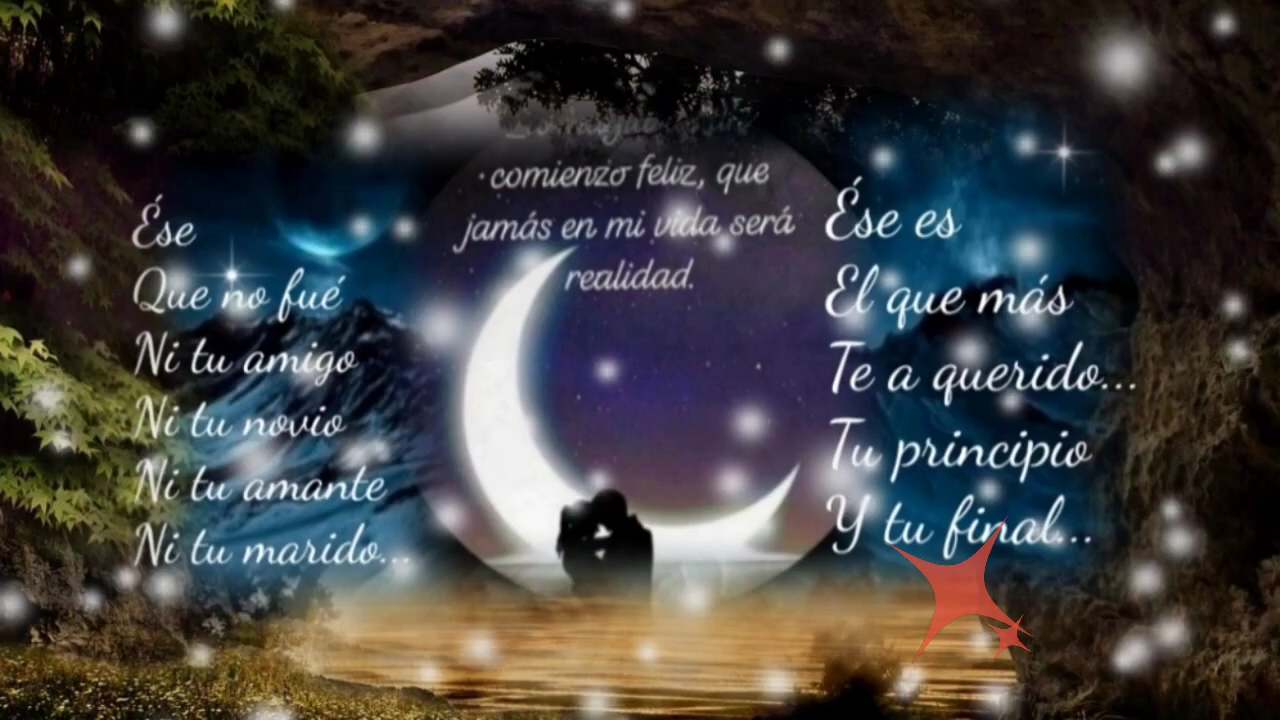 comienzo feliz, que
jamás en mi vida será
realidad.
Ése
Que no fué
Ni tu amigo
Ni tu novio
Ni tu amante
Ni tu marido...
Ése es
El que más
Te a querido...
Tu principio
Y tu final...